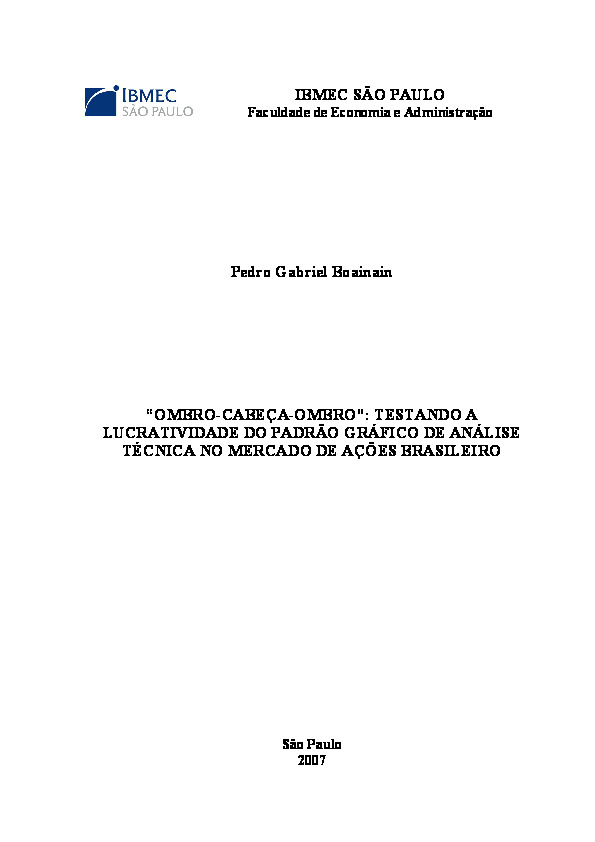 IBMEC
SÃO PAULO
IBMEC SÃO PAULO
Faculdade de Economia e Administração
Pedro Gabriel Boainain
"OMBRO-CABEÇA-OMBRO": TESTANDO A
LUCRATIVIDADE DO PADRÃO GRÁFICO DE ANÁLISE
TÉCNICA NO MERCADO DE AÇÕES BRASILEIRO
São Paulo
2007